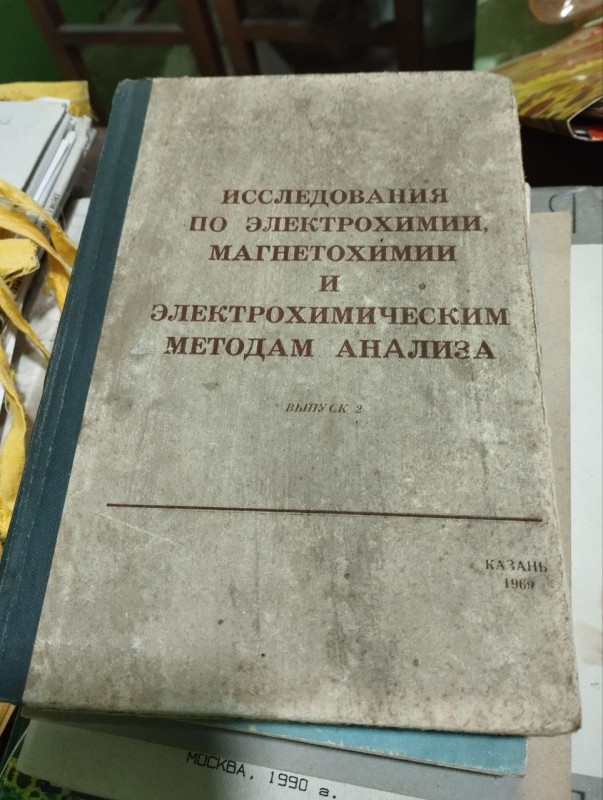 ИССЛЕДОВАНИЯ
ПО ЭЛЕКТРОХИМИИ,
МАГНЕТОХИМИИ
И
ЭЛЕКТРОХИМИЧЕСКИМ
МЕТОДАМ АНАЛИЗА
ВЫПУСК 2
КАЗАНЬ
1969
МОСКВА, 1990 г.